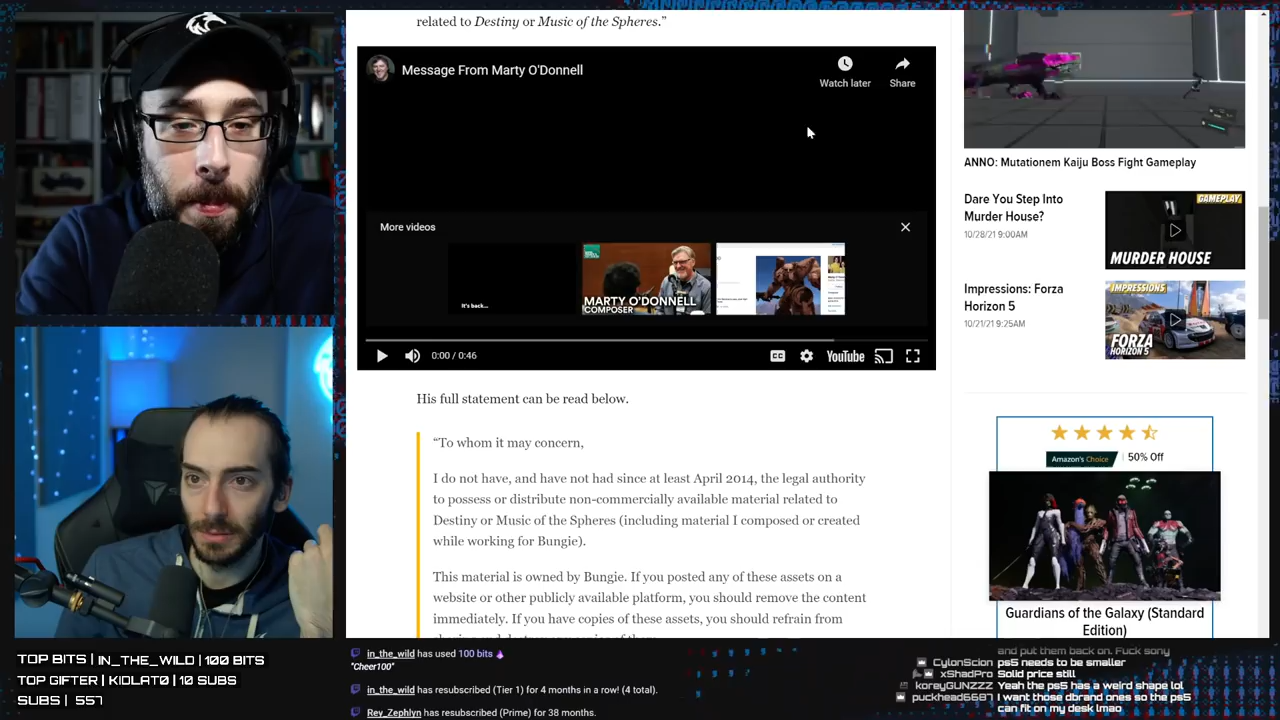 related to Destiny or Music of the Spheres.”
Message From Marty O'Donnell
Watch later
Share
More videos
It's back...
MARTY O'DONNELL
COMPOSER
0:00 / 0:46
CC
YouTube
His full statement can be read below.
“To whom it may concern,
I do not have, and have not had since at least April 2014, the legal authority
to possess or distribute non-commercially available material related to
Destiny or Music of the Spheres (including material I composed or created
while working for Bungie).
This material is owned by Bungie. If you posted any of these assets on a
website or other publicly available platform, you should remove the content
immediately. If you have copies of these assets, you should refrain from
ANNO: Mutationem Kaiju Boss Fight Gameplay
Dare You Step Into
Murder House?
10/28/21 9:00AM
GAMEPLAY
MURDER HOUSE
Impressions: Forza
Horizon 5
10/21/21 9:25AM
IMPRESSIONS
FORZA
HORIZON 5
Amazon's Choice
50% Off
Guardians of the Galaxy (Standard
Edition)
TOP BITS | IN_THE_WILD | 100 BITS
TOP GIFTER | KIDLAT0 | 10 SUBS
SUBS | 557
in_the_wild has used 100 bits
"Cheer100"
in_the_wild has resubscribed (Tier 1) for 4 months in a row! (4 total).
Rey_Zephlyn has resubscribed (Prime) for 38 months.
and put them back on. Fuck sony
CylonScion ps5 needs to be smaller
xShadPro Solid price still
koreyGUNZZZ Yeah the ps5 has a weird shape lol
puckhead6687 I want those dbrand ones so the ps5
can fit on my desk lmao